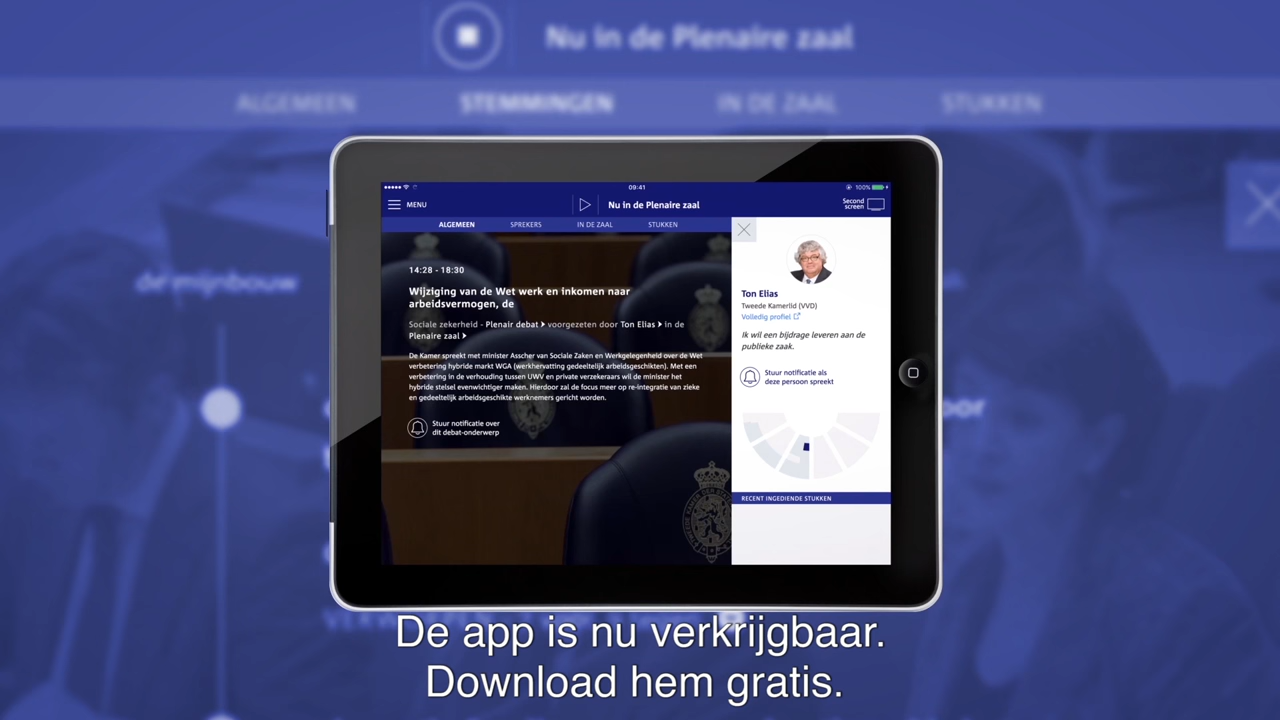 Nu in de Plenaire zaal
ALGEMEEN STEMMINGEN IN DE ZAAL STUKKEN
09:41 100%
MENU Nu in de Plenaire zaal Second screen
ALGEMEEN SPREKERS IN DE ZAAL STUKKEN
14:28 - 18:30
Wijziging van de Wet werk en inkomen naar
arbeidsvermogen, de
Sociale zekerheid - Plenair debat voorgezeten door Ton Elias in de
Plenaire zaal
De Kamer spreekt met minister Asscher van Sociale Zaken en Werkgelegenheid over de Wet
verbetering hybride markt WGA (werkhervatting gedeeltelijk arbeidsgeschikten). Met een
verbetering in de verhouding tussen UWV en private verzekeraars wil de minister het
hybride stelsel evenwichtiger maken. Hierdoor zal de focus meer op re-integratie van zieke
en gedeeltelijk arbeidsgeschikte werknemers gericht worden.
Stuur notificatie over
dit debat-onderwerp
Ton Elias
Tweede Kamerlid (VVD)
Volledig profiel
Ik wil een bijdrage leveren aan de
publieke zaak.
Stuur notificatie als
deze persoon spreekt
RECENT INGEDIENDE STUKKEN
de mijnbouw
De app is nu verkrijgbaar.
Download hem gratis.